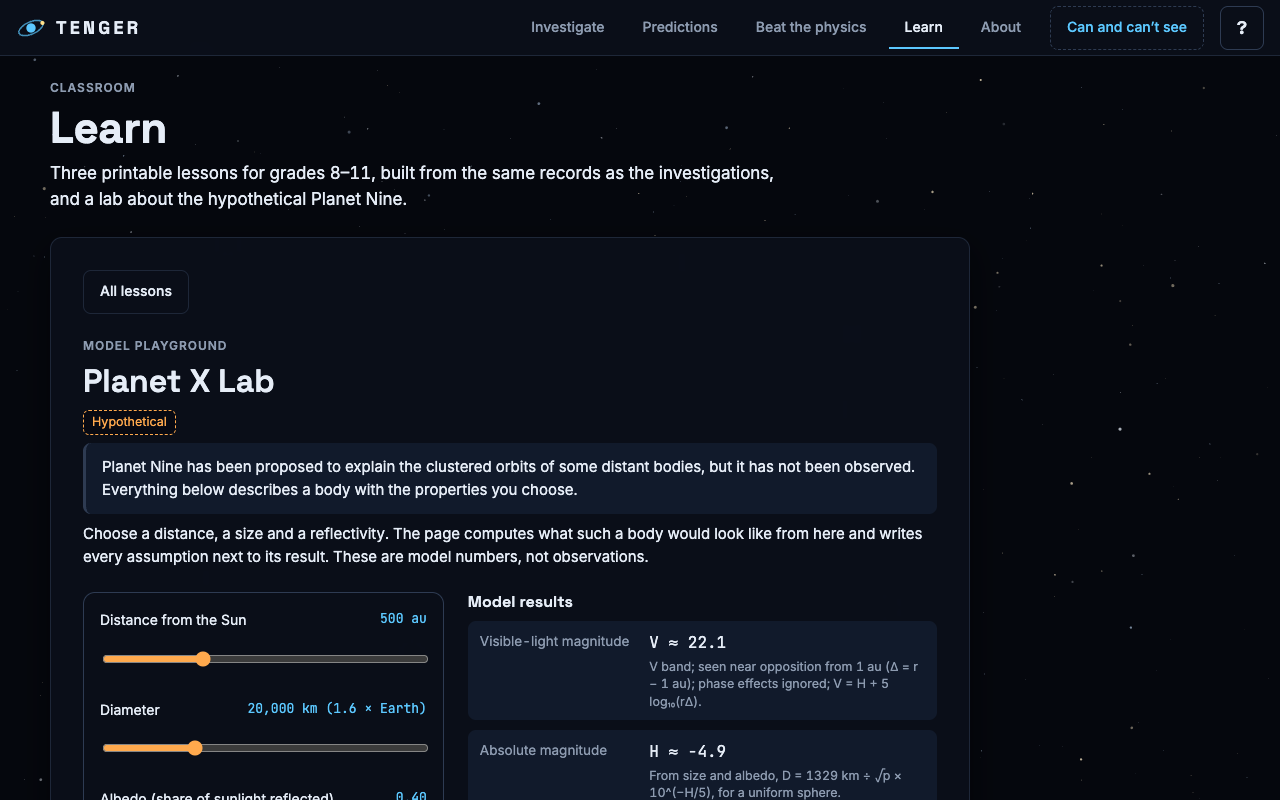 TENGER
Investigate
Predictions
Beat the physics
Learn
About
Can and can’t see
?
CLASSROOM
Learn
Three printable lessons for grades 8–11, built from the same records as the investigations,
and a lab about the hypothetical Planet Nine.
All lessons
MODEL PLAYGROUND
Planet X Lab
Hypothetical
Planet Nine has been proposed to explain the clustered orbits of some distant bodies, but it has not been observed.
Everything below describes a body with the properties you choose.
Choose a distance, a size and a reflectivity. The page computes what such a body would look like from here and writes
every assumption next to its result. These are model numbers, not observations.
Distance from the Sun 500 au
Diameter 20,000 km (1.6 × Earth)
Albedo (share of sunlight reflected) 0.40
Model results
Visible-light magnitude V ≈ 22.1
V band; seen near opposition from 1 au (Δ = r
− 1 au); phase effects ignored; V = H + 5
log₁₀(rΔ).
Absolute magnitude H ≈ -4.9
From size and albedo, D = 1329 km ÷ √p ×
10^(−H/5), for a uniform sphere.